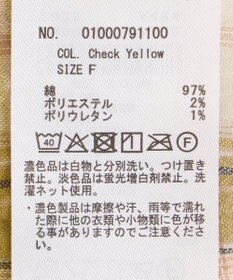 NO. 01000791100
COL. Check Yellow
SIZE F
綿 97%
ポリエステル 2%
ポリウレタン 1%
40
濃色品は白物と分別洗い。つけ置
き禁止。淡色品は蛍光増白剤禁止。洗
濯ネット使用。
・濃色製品は摩擦や汗、雨等で濡れ
た際に他の衣類や小物類に色が移
る事がありますのでご注意下さ
い。